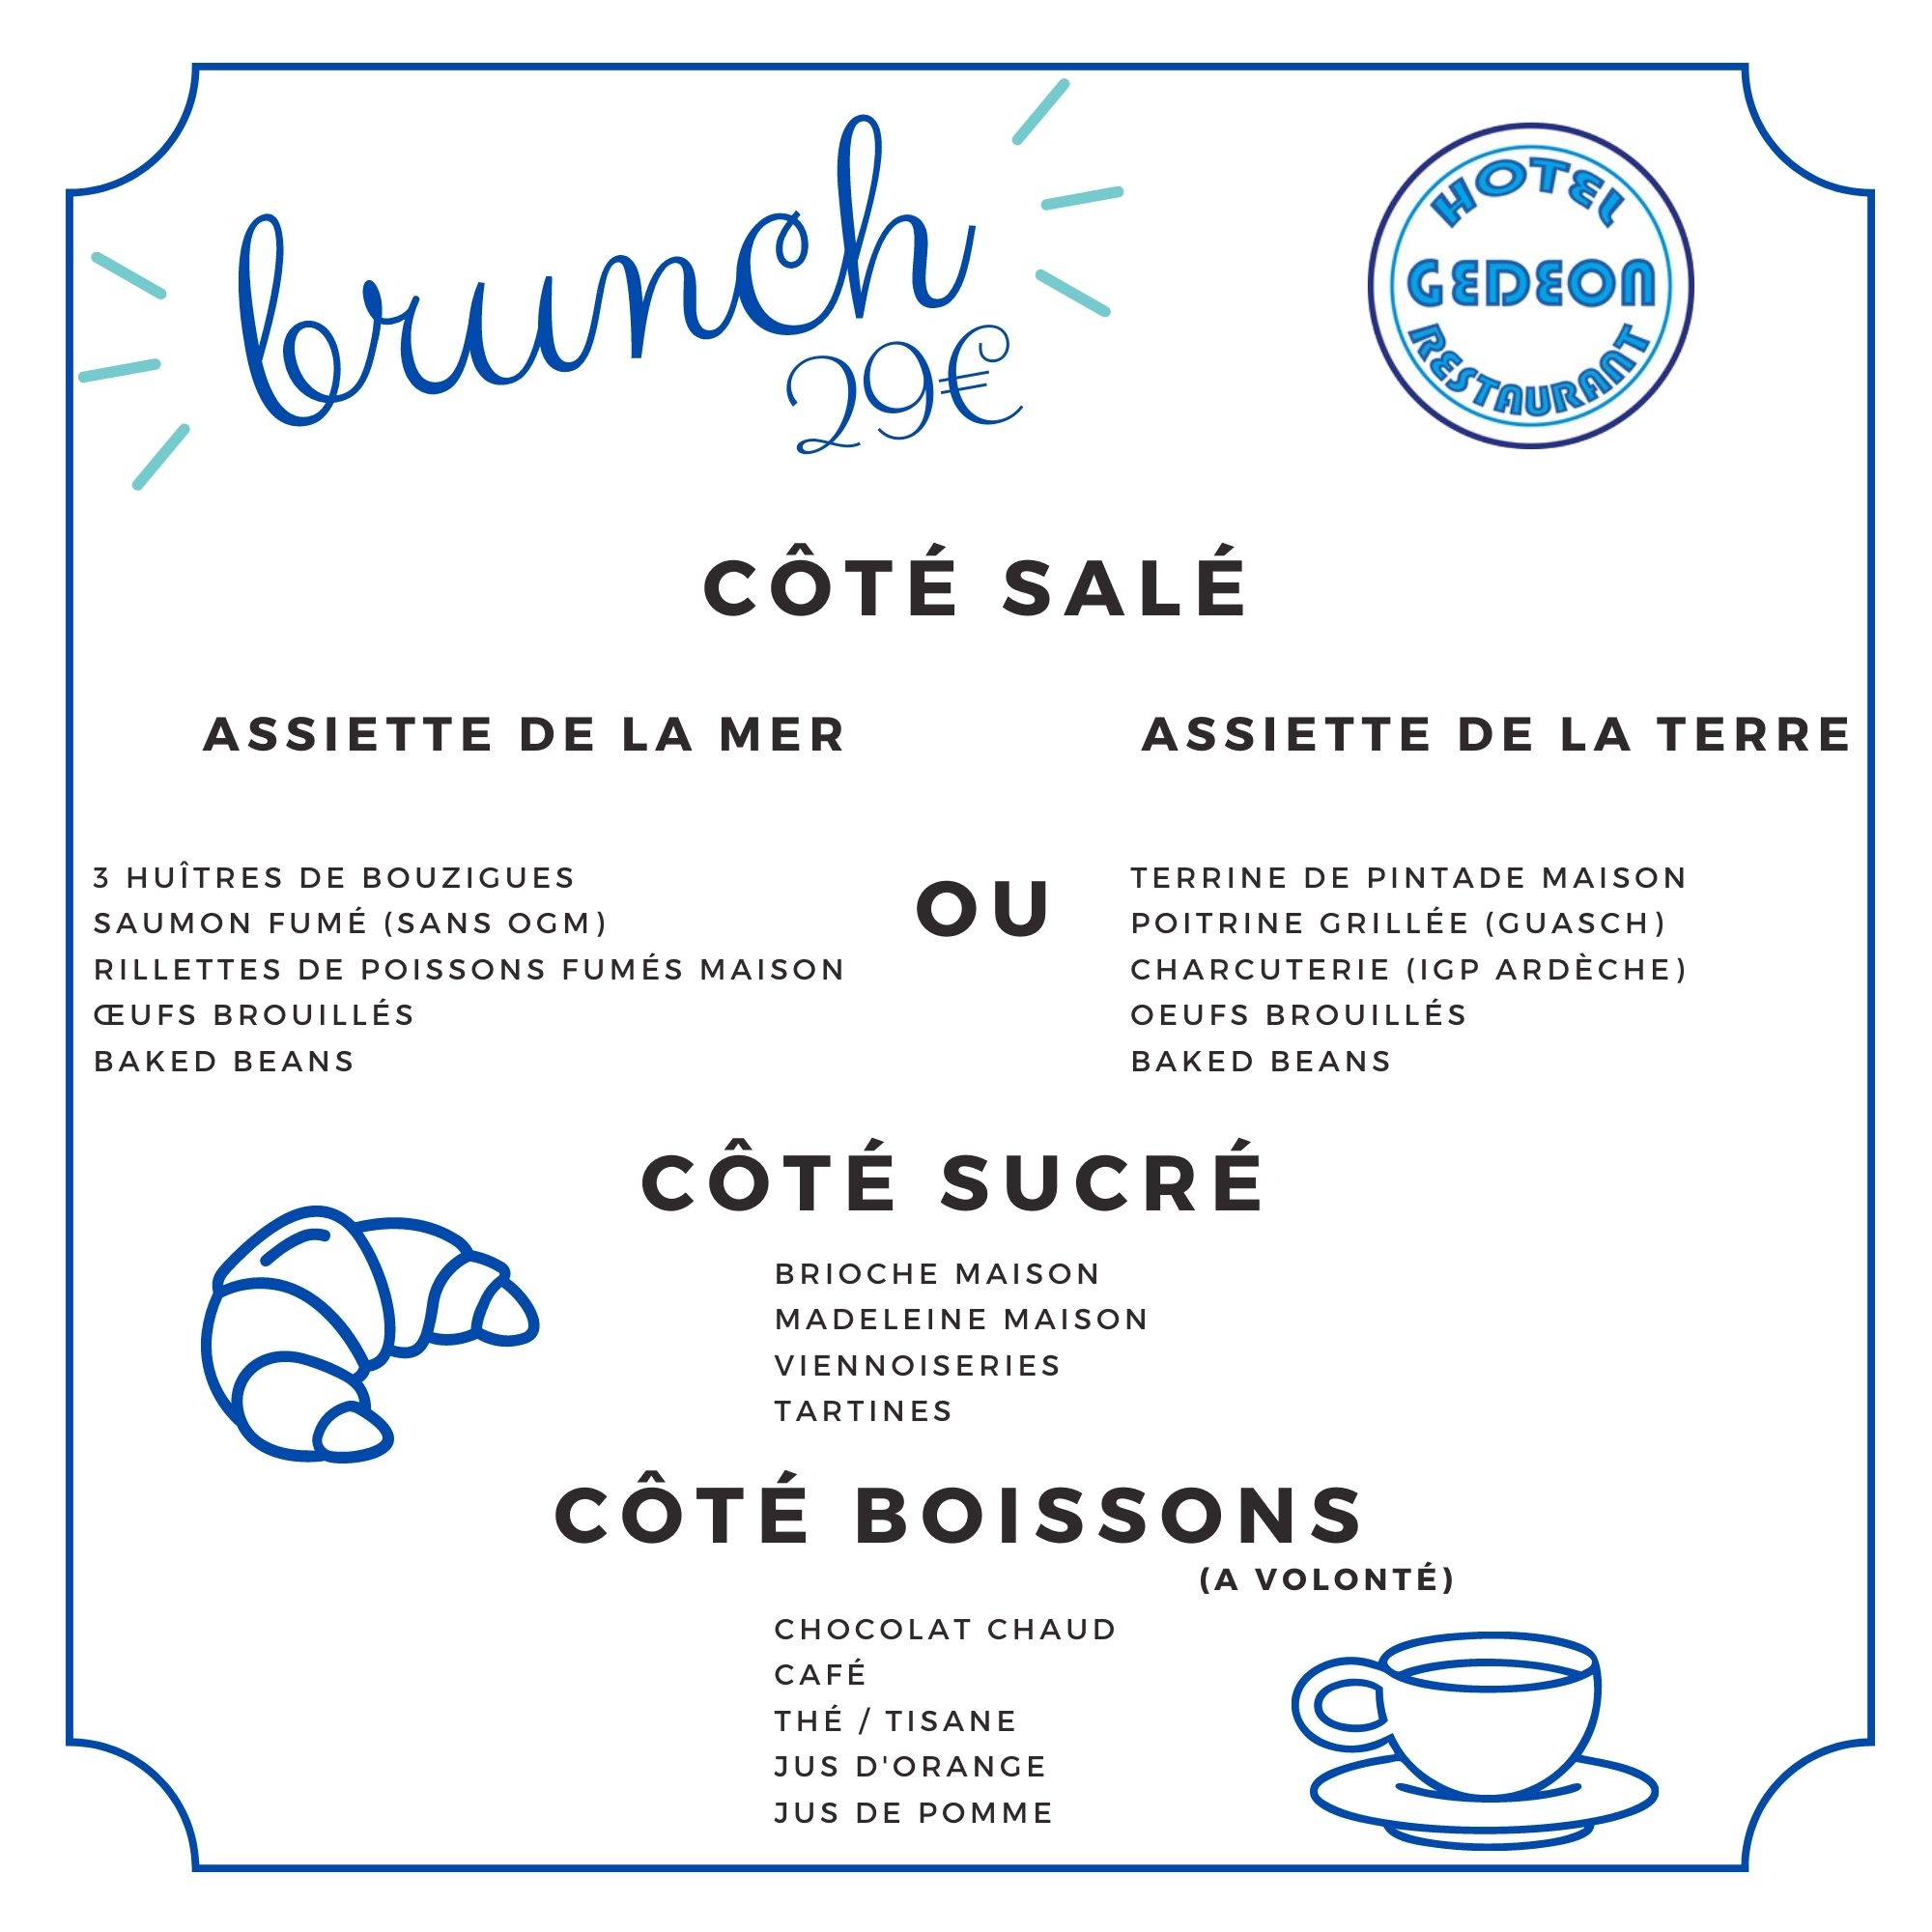 brunch
29€
HOTEL
GEDEON
RESTAURANT
CÔTÉ SALÉ
ASSIETTE DE LA MER
3 HUÎTRES DE BOUZIGUES
SAUMON FUMÉ (SANS OGM)
RILLETTES DE POISSONS FUMÉS MAISON
ŒUFS BROUILLÉS
BAKED BEANS
OU
ASSIETTE DE LA TERRE
TERRINE DE PINTADE MAISON
POITRINE GRILLÉE (GUASCH)
CHARCUTERIE (IGP ARDÈCHE)
OEUFS BROUILLÉS
BAKED BEANS
CÔTÉ SUCRÉ
BRIOCHE MAISON
MADELEINE MAISON
VIENNOISERIES
TARTINES
CÔTÉ BOISSONS
(A VOLONTÉ)
CHOCOLAT CHAUD
CAFÉ
THÉ / TISANE
JUS D'ORANGE
JUS DE POMME